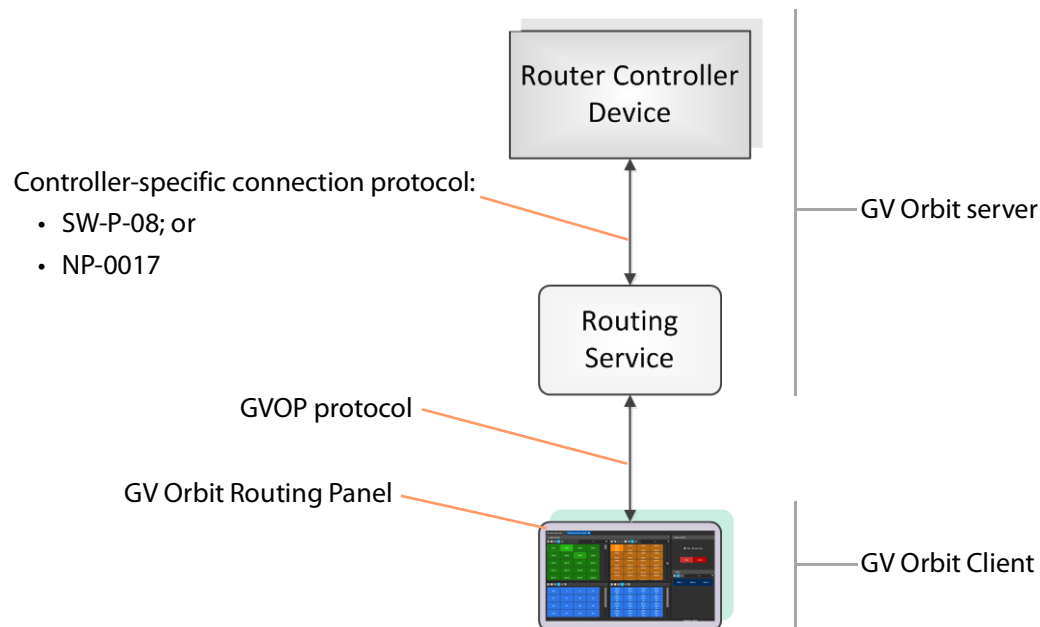 Router Controller
Device
Controller-specific connection protocol:
• SW-P-08; or
• NP-0017
GV Orbit server
Routing
Service
GVOP protocol
GV Orbit Routing Panel
GV Orbit Client